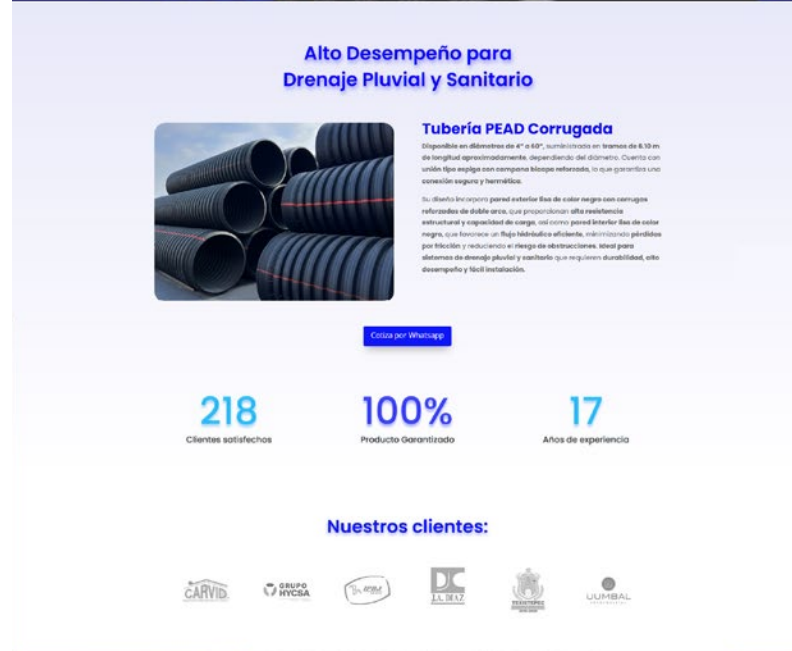 Alto Desempeño para
Drenaje Pluvial y Sanitario
Tubería PEAD Corrugada
Disponible en diámetros de 4" a 60", suministrada en tramos de 6.10 m
de longitud aproximadamente, dependiendo del diámetro. Cuenta con
unión tipo espiga con campana bicapa reforzada, lo que garantiza una
conexión segura y hermética.
Su diseño incorpora pared exterior lisa de color negro con corrugas
reforzadas de doble arco, que proporcionan alta resistencia
estructural y capacidad de carga, así como pared interior lisa de color
negro, que favorece un flujo hidráulico eficiente, minimizando pérdidas
por fricción y reduciendo el riesgo de obstrucciones. Ideal para
sistemas de drenaje pluvial y sanitario que requieren durabilidad, alto
desempeño y fácil instalación.
Cotiza por Whatsapp
218 100% 17
Clientes satisfechos Producto Garantizado Años de experiencia
Nuestros clientes:
CARVID
GRUPO
HYCSA
DC
LA DIAZ
UUMBAL